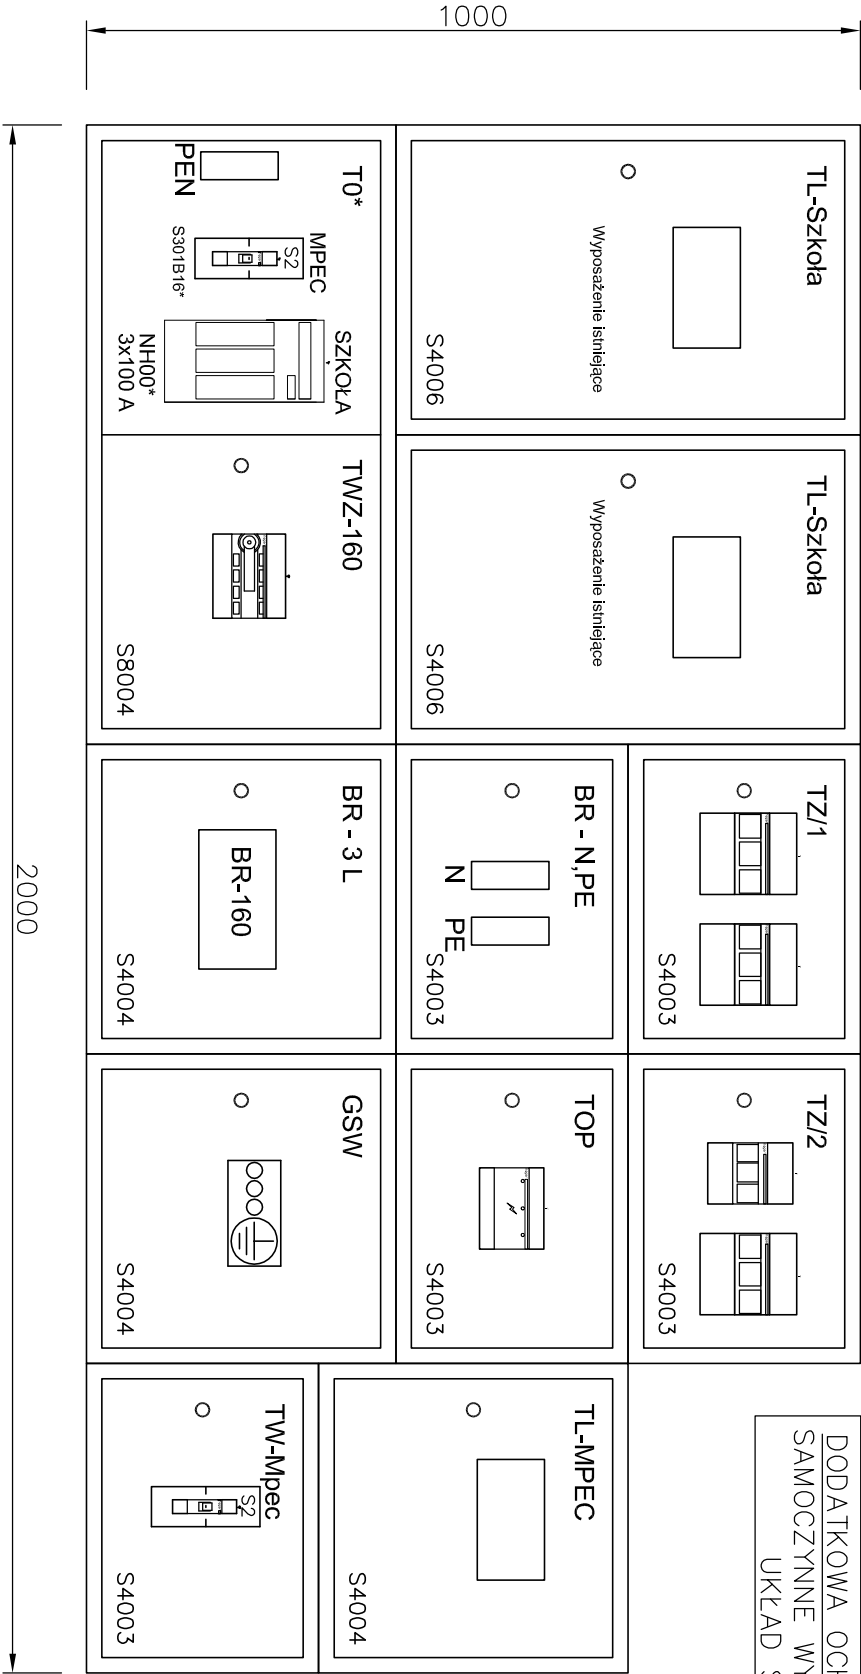 1000
2000
TL-Szkoła
Wyposażenie istniejące
S4006
TL-Szkoła
Wyposażenie istniejące
S4006
TZ/1
S4003
TZ/2
S4003
DODATKOWA
SAMOCZYNNE
UKŁAD
T0*
PEN
MPEC
S2
S301B16*
SZKOŁA
NH00*
3x100 A
TWZ-160
S8004
BR - N,PE
N
PE
S4003
TOP
S4003
BR - 3 L
BR-160
S4004
GSW
S4004
TL-MPEC
S4004
TW-Mpec
S2
S4003